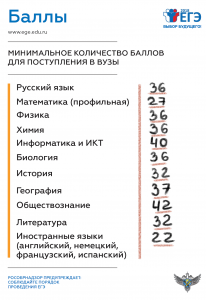 Баллы
www.ege.edu.ru
ЕГЭ
ВЫБОР БУДУЩЕГО!
МИНИМАЛЬНОЕ КОЛИЧЕСТВО БАЛЛОВ
ДЛЯ ПОСТУПЛЕНИЯ В ВУЗЫ
Русский язык 36
Математика (профильная) 27
Физика 36
Химия 36
Информатика и ИКТ 40
Биология 36
История 32
География 37
Обществознание 42
Литература 32
Иностранные языки 22
(английский, немецкий,
французский, испанский)
РОСОБРНАДЗОР ПРЕДУПРЕЖДАЕТ:
СОБЛЮДАЙТЕ ПОРЯДОК
ПРОВЕДЕНИЯ ЕГЭ